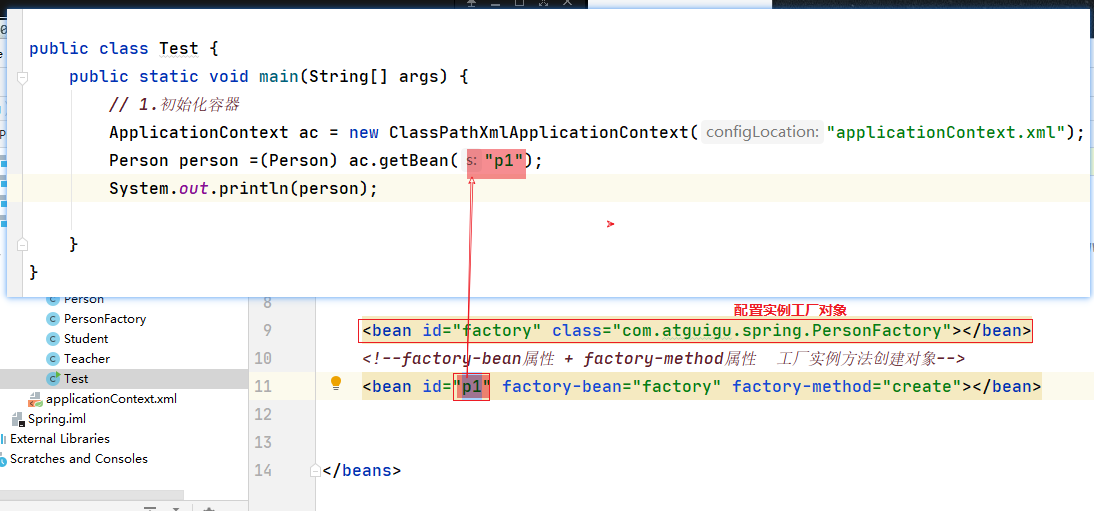 public class Test {
public static void main(String[] args) {
// 1.初始化容器
ApplicationContext ac = new ClassPathXmlApplicationContext( configLocation: "applicationContext.xml");
Person person =(Person) ac.getBean( s: "p1");
System.out.println(person);
}
}
Person
PersonFactory
Student
Teacher
Test
applicationContext.xml
Spring.iml
External Libraries
Scratches and Consoles
8
配置实例工厂对象
9 <bean id="factory" class="com.atguigu.spring.PersonFactory"></bean>
10 <!--factory-bean属性 + factory-method属性 工厂实例方法创建对象-->
11 <bean id="p1" factory-bean="factory" factory-method="create"></bean>
12
13
14 </beans>